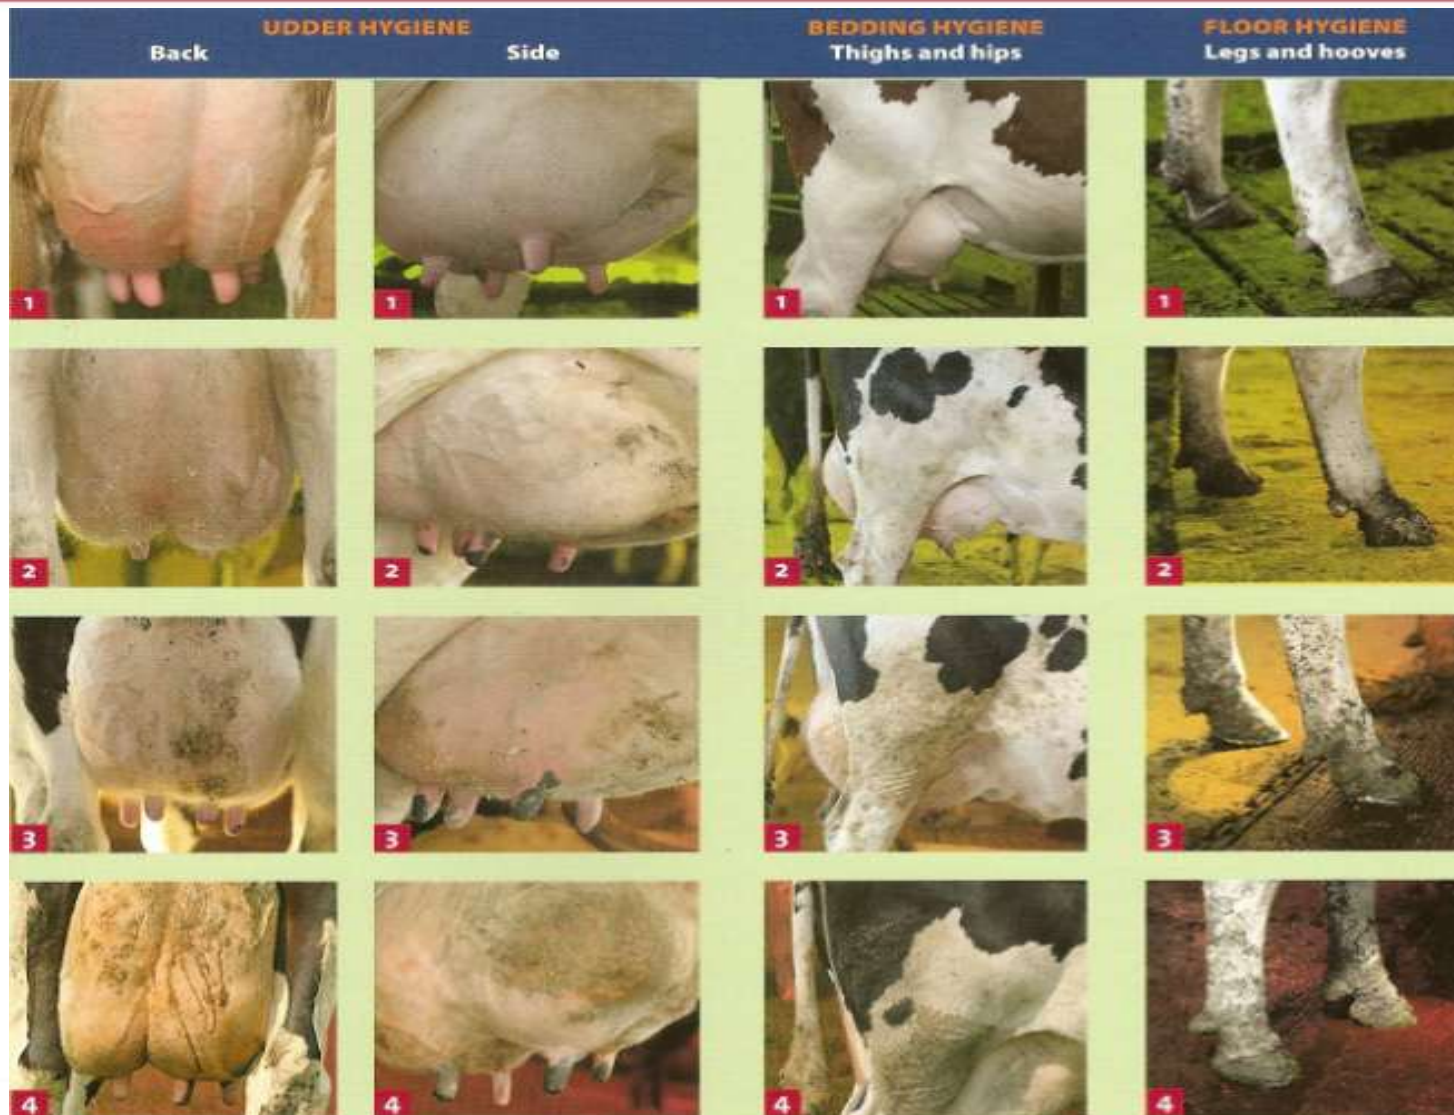 UDDER HYGIENE BEDDING HYGIENE FLOOR HYGIENE
Back Side Thighs and hips Legs and hooves
1 1 1 1
2 2 2 2
3 3 3 3
4 4 4 4